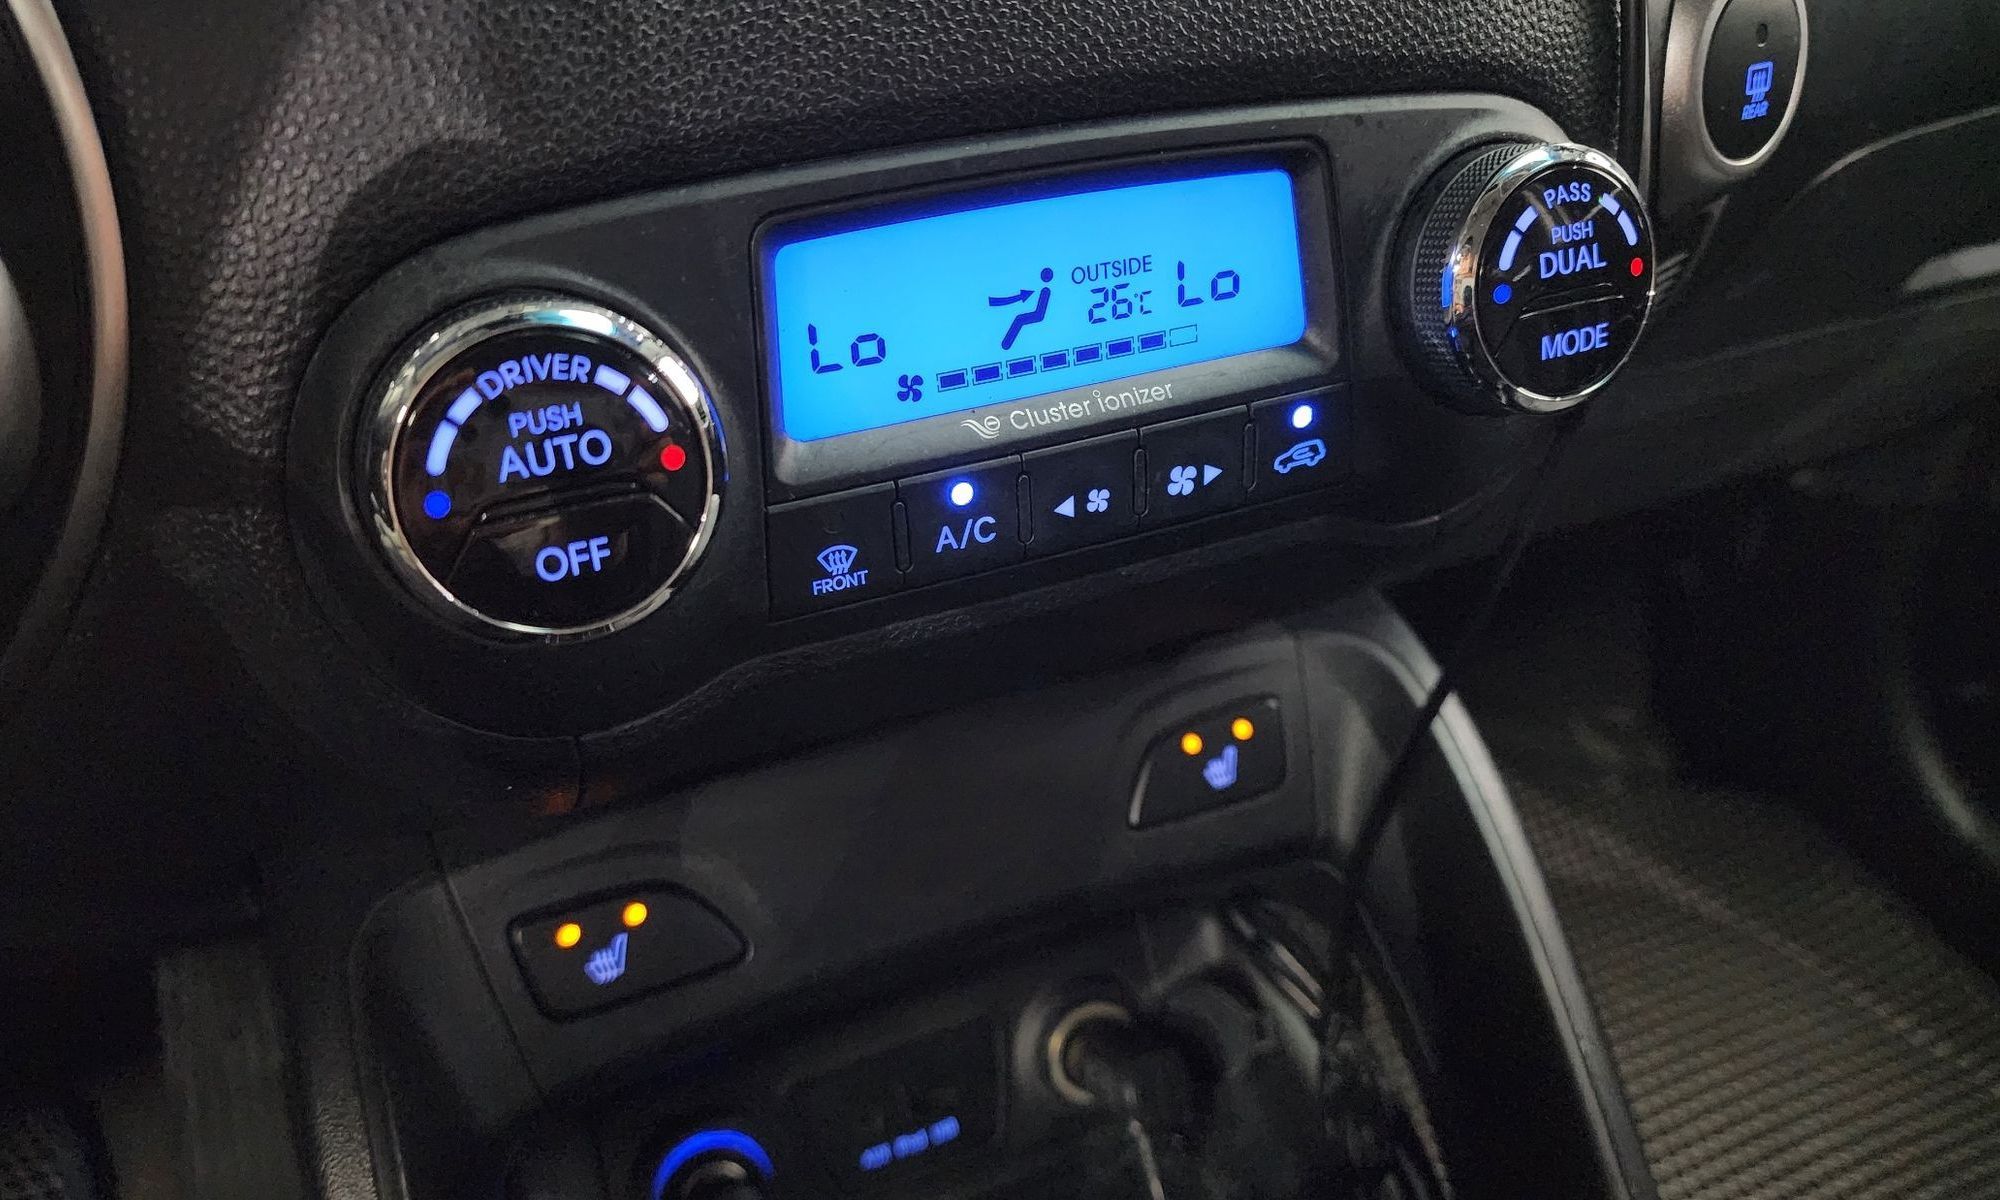 REAR
PASS
PUSH
DUAL
MODE
OUTSIDE
Lo 26°C Lo
Cluster ionizer
DRIVER
PUSH
AUTO
OFF
FRONT
A/C